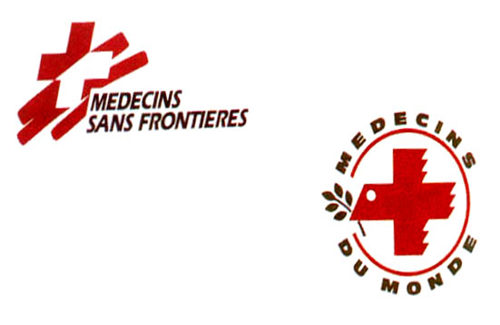 MEDECINS
SANS FRONTIERES
MEDECINS
DU MONDE